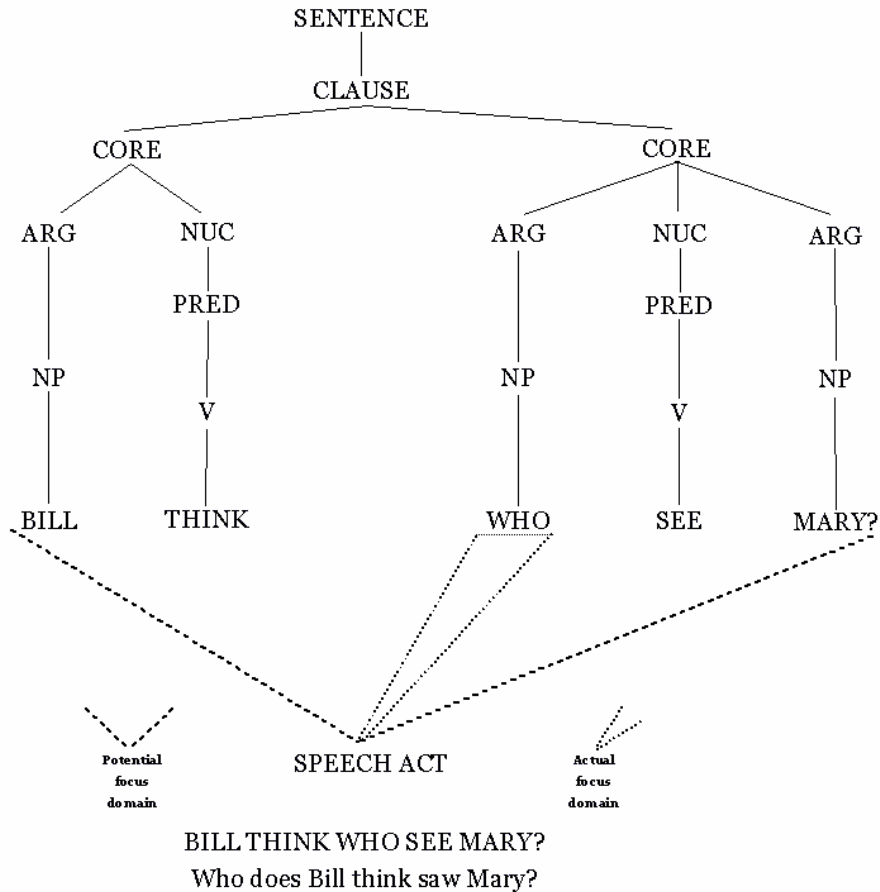 SENTENCE
CLAUSE
CORE CORE
ARG NUC ARG NUC ARG
PRED PRED
NP NP NP
V V
BILL THINK WHO SEE MARY?
SPEECH ACT
Potential
focus
domain
Actual
focus
domain
BILL THINK WHO SEE MARY?
Who does Bill think saw Mary?